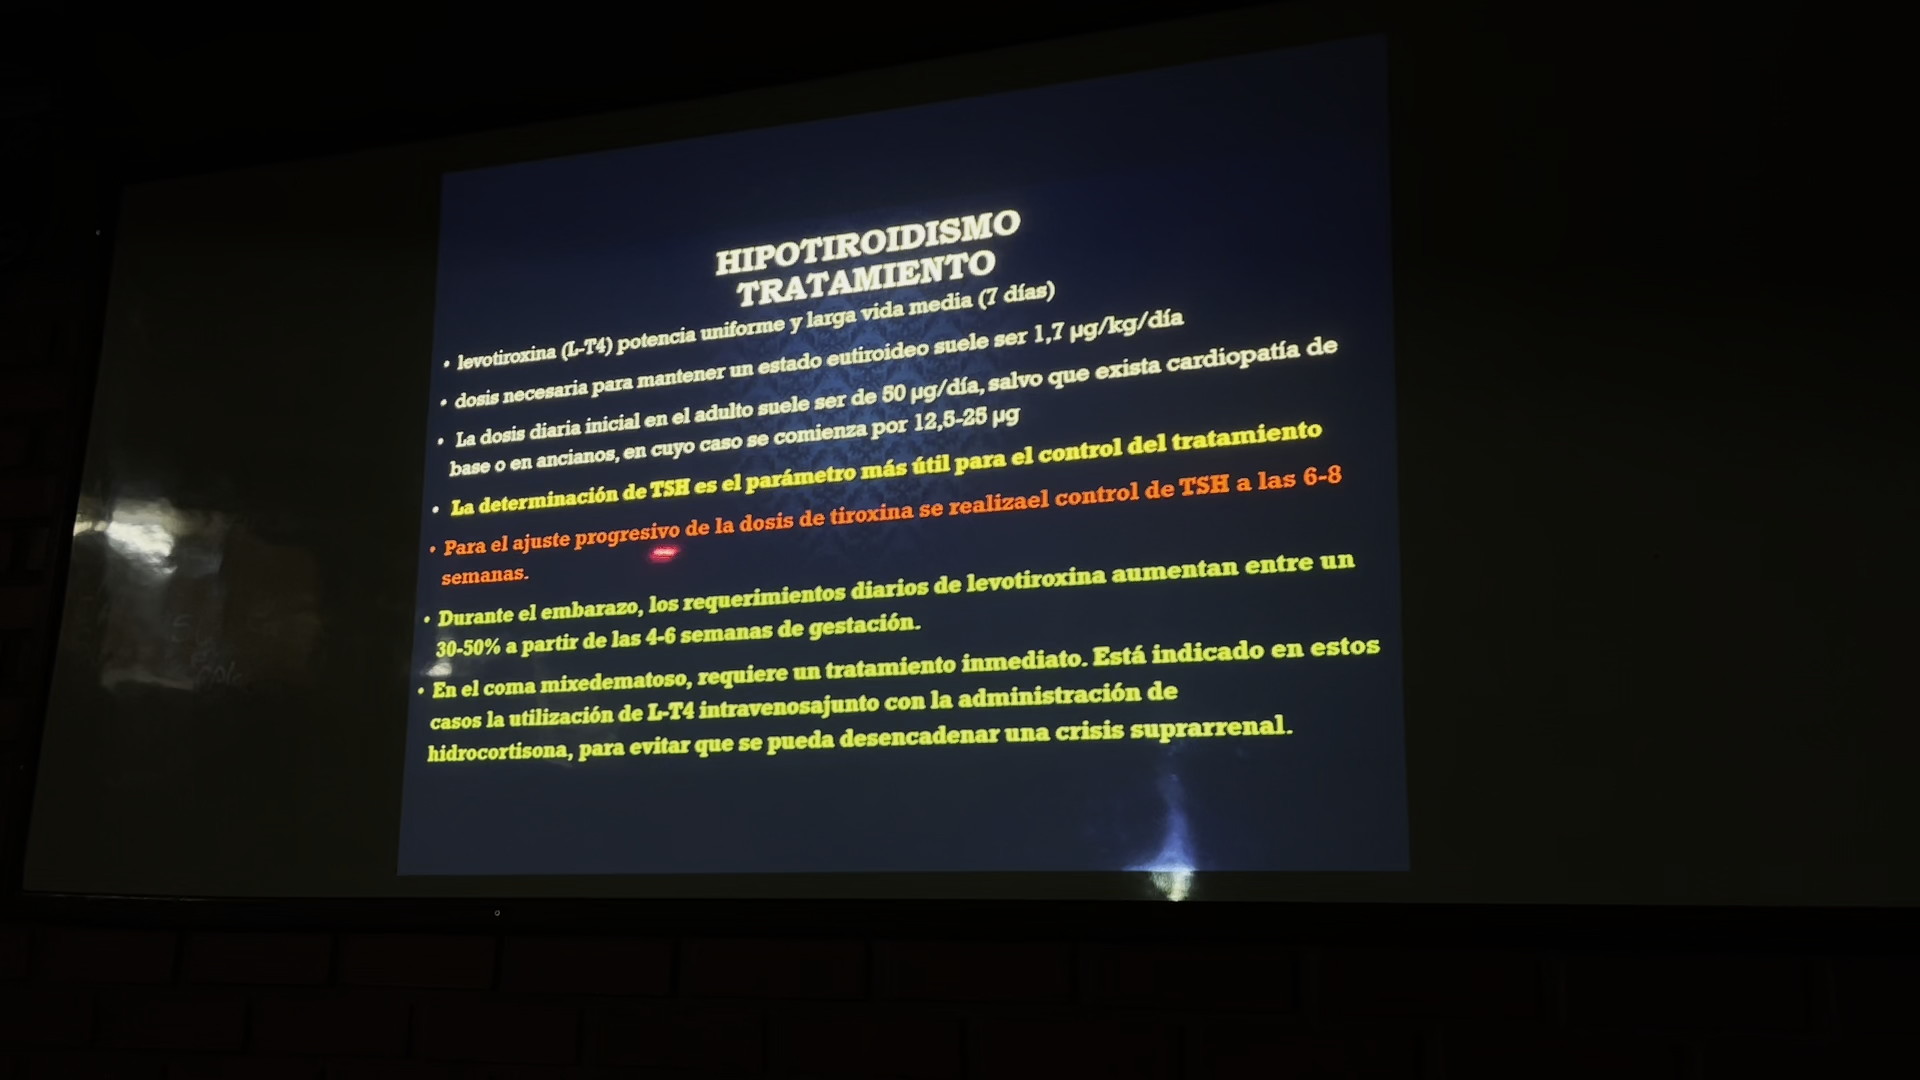 HIPOTIROIDISMO
TRATAMIENTO
• levotiroxina (L-T4) potencia uniforme y larga vida media (7 días)
• dosis necesaria para mantener un estado eutiroideo suele ser 1,7 µg/kg/día
• La dosis diaria inicial en el adulto suele ser de 50 µg/día, salvo que exista cardiopatía de
base o en ancianos, en cuyo caso se comienza por 12,5-25 µg
• La determinación de TSH es el parámetro más útil para el control del tratamiento
• Para el ajuste progresivo de la dosis de tiroxina se realizael control de TSH a las 6-8
semanas.
• Durante el embarazo, los requerimientos diarios de levotiroxina aumentan entre un
30-50% a partir de las 4-6 semanas de gestación.
• En el coma mixedematoso, requiere un tratamiento inmediato. Está indicado en estos
casos la utilización de L-T4 intravenosajunto con la administración de
hidrocortisona, para evitar que se pueda desencadenar una crisis suprarrenal.